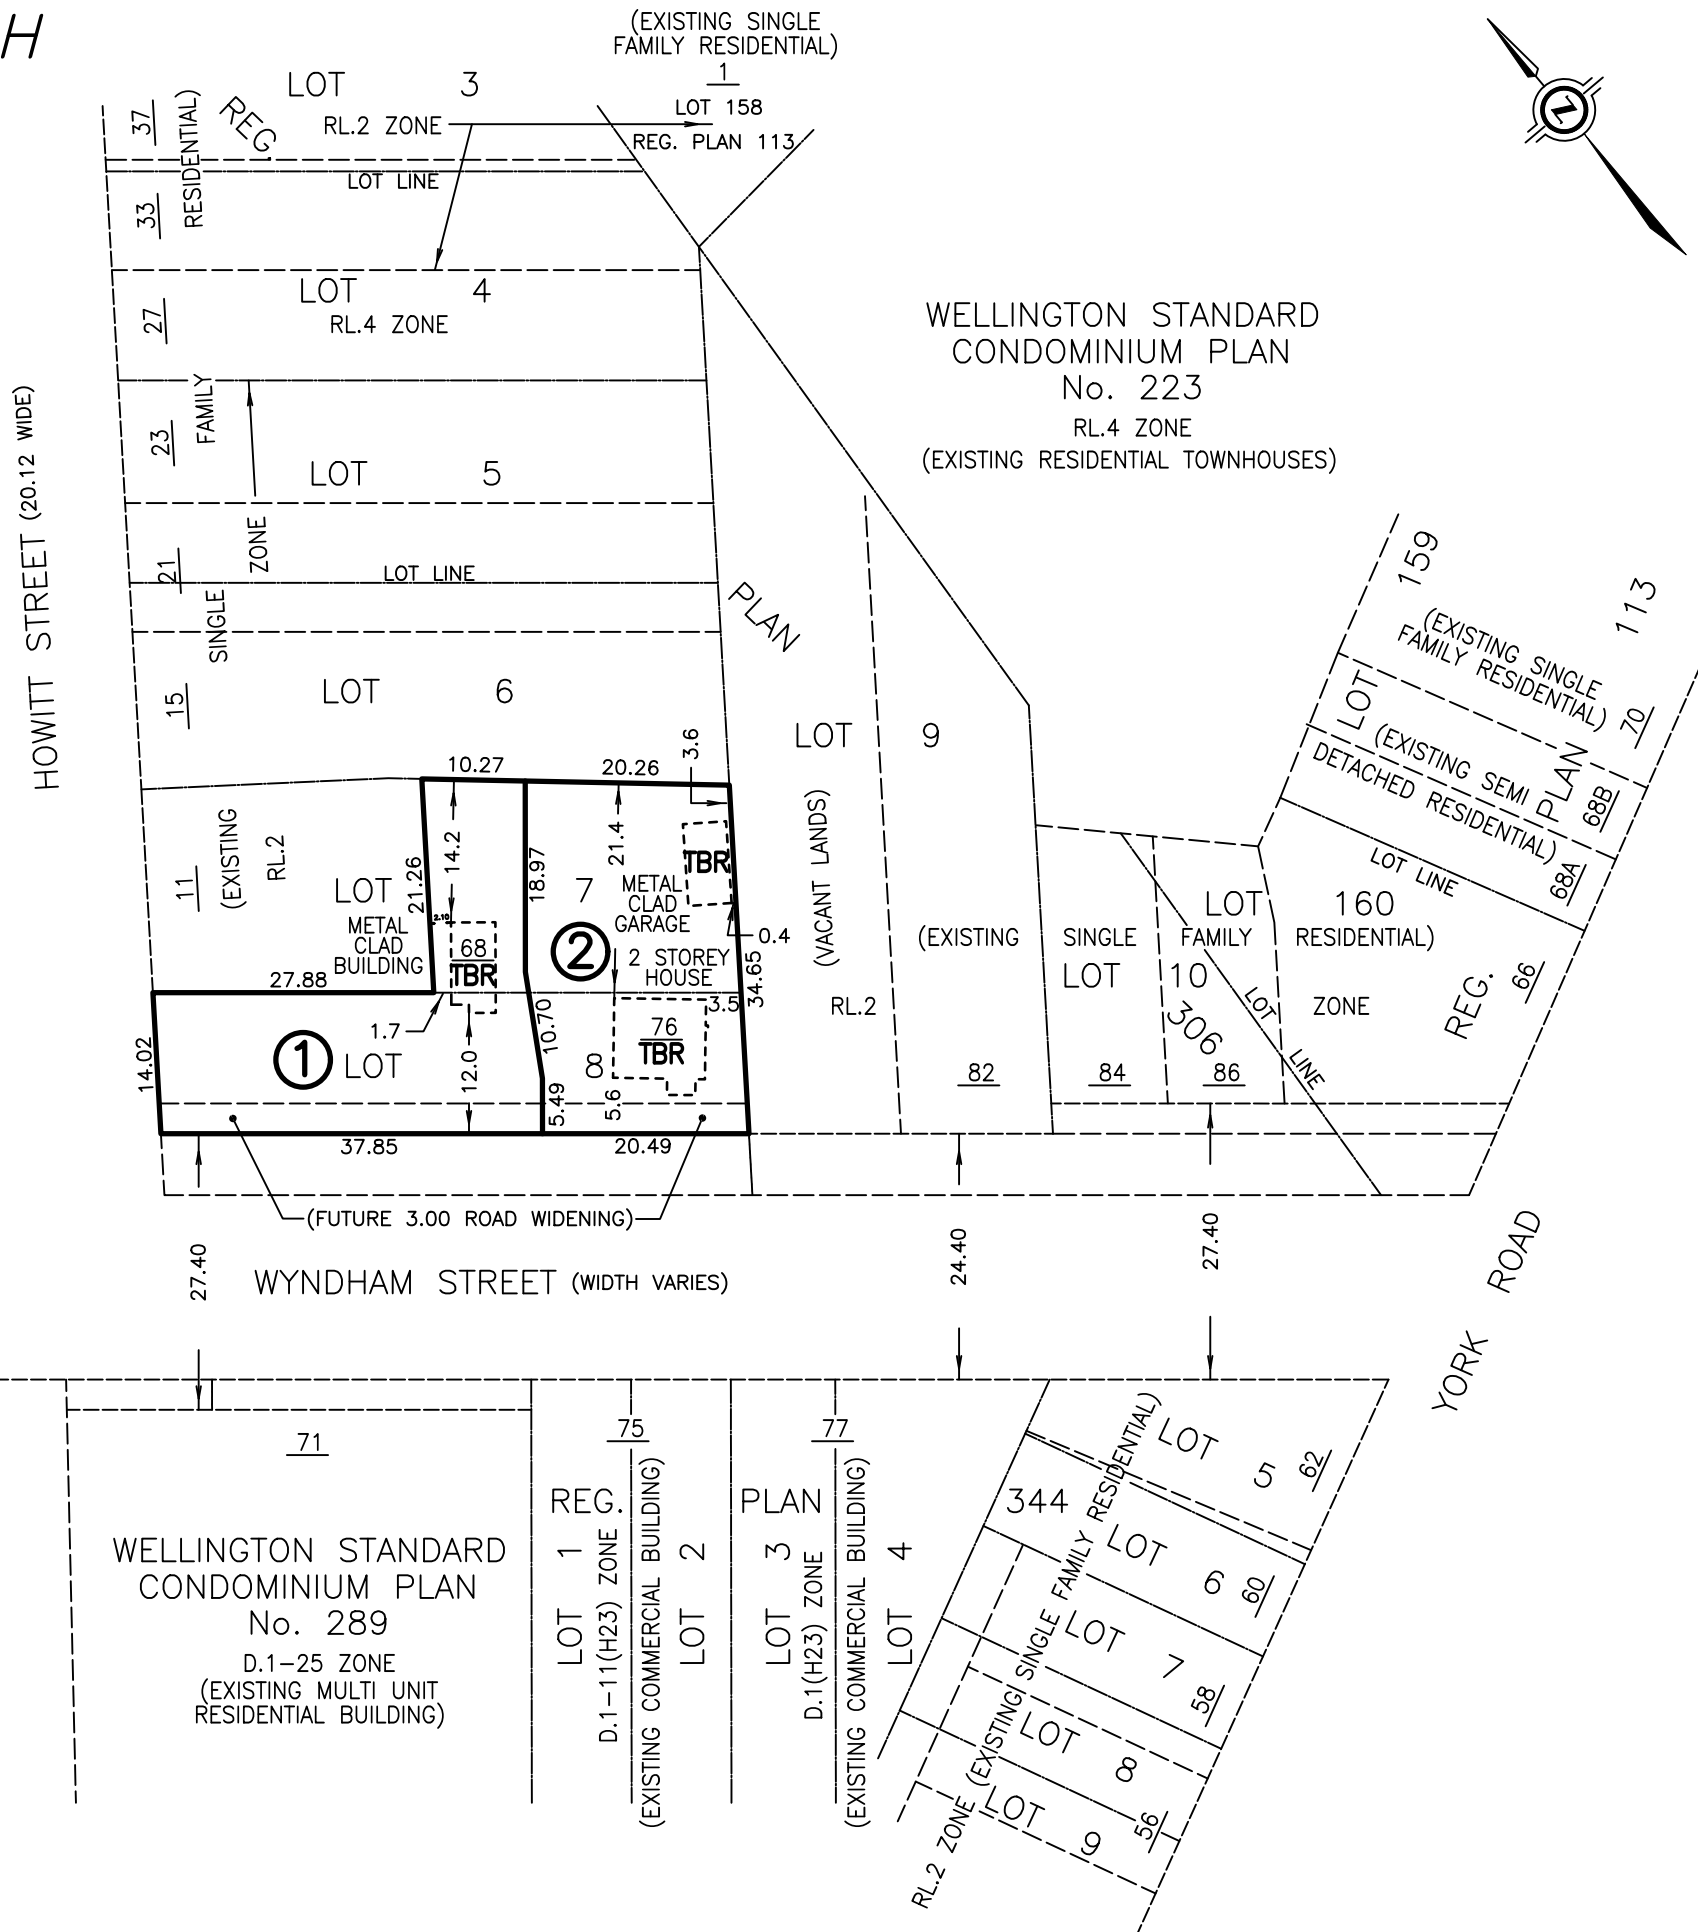 H
(EXISTING SINGLE
FAMILY RESIDENTIAL)
1
LOT 158
REG. PLAN 113
LOT 3
RL.2 ZONE
REG.
37
RESIDENTIAL)
LOT LINE
33
N
LOT 4
RL.4 ZONE
27
WELLINGTON STANDARD
CONDOMINIUM PLAN
No. 223
RL.4 ZONE
(EXISTING RESIDENTIAL TOWNHOUSES)
HOWITT STREET (20.12 WIDE)
23
FAMILY
LOT 5
ZONE
21
LOT LINE
SINGLE
PLAN
15
LOT 6
159
113
(EXISTING SINGLE
FAMILY RESIDENTIAL)
70
LOT
(EXISTING SEMI
DETACHED RESIDENTIAL)
PLAN
68B
68A
LOT LINE
10.27
20.26
3.6
LOT 9
(VACANT LANDS)
11
(EXISTING
RL.2
LOT 7
21.26
14.2
18.97
21.4
TBR
METAL
CLAD
GARAGE
METAL
CLAD
BUILDING
2.10
68
TBR
2
2 STOREY
HOUSE
0.4
34.65
3.5
27.88
1.7
14.02
1
LOT 8
12.0
10.70
5.49
5.6
76
TBR
37.85
20.49
(EXISTING SINGLE FAMILY RESIDENTIAL)
LOT 160
LOT 10
306
RL.2
ZONE
LOT LINE
REG.
66
82
84
86
(FUTURE 3.00 ROAD WIDENING)
27.40
24.40
27.40
WYNDHAM STREET (WIDTH VARIES)
YORK ROAD
71
75
77
WELLINGTON STANDARD
CONDOMINIUM PLAN
No. 289
D.1-25 ZONE
(EXISTING MULTI UNIT
RESIDENTIAL BUILDING)
REG. PLAN 344
LOT 1
D.1-11(H23) ZONE
(EXISTING COMMERCIAL BUILDING)
LOT 2
LOT 3
D.1(H23) ZONE
(EXISTING COMMERCIAL BUILDING)
LOT 4
RL.2 ZONE (EXISTING SINGLE FAMILY RESIDENTIAL)
LOT 5
62
LOT 6
60
LOT 7
58
LOT 8
56
LOT 9